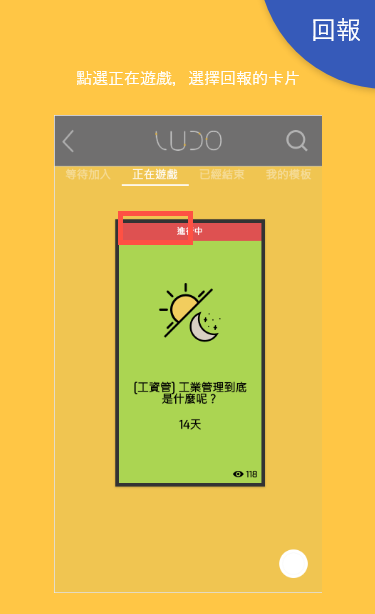 回報
點選正在遊戲，選擇回報的卡片
LUDO
等待加入 正在遊戲 已經結束 我的模板
進行中
[工資管] 工業管理到底
是什麼呢？
14天
118